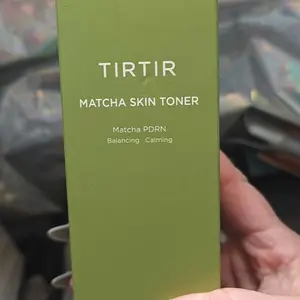 TIRTIR
MATCHA SKIN TONER
Matcha PDRN
Balancing Calming